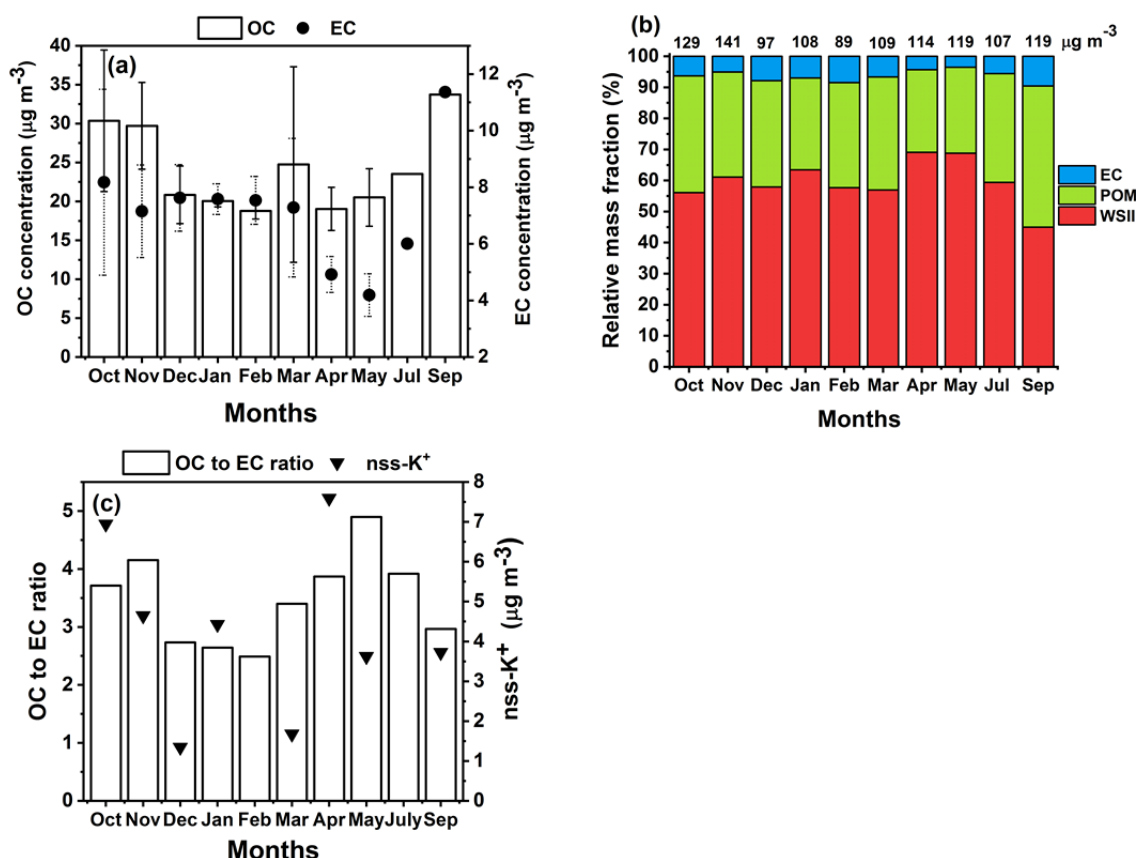 OC EC
(a)
OC concentration (µg m⁻³)
40
35
30
25
20
15
10
5
0
EC concentration (µg m⁻³)
12
10
8
6
4
2
Oct Nov Dec Jan Feb Mar Apr May Jul Sep
Months
(b)
129 141 97 108 89 109 114 119 107 119 µg m⁻³
Relative mass fraction (%)
100
90
80
70
60
50
40
30
20
10
0
EC
POM
WSII
Oct Nov Dec Jan Feb Mar Apr May Jul Sep
Months
OC to EC ratio nss-K⁺
(c)
OC to EC ratio
5
4
3
2
1
0
nss-K⁺ (µg m⁻³)
8
7
6
5
4
3
2
1
0
Oct Nov Dec Jan Feb Mar Apr May July Sep
Months